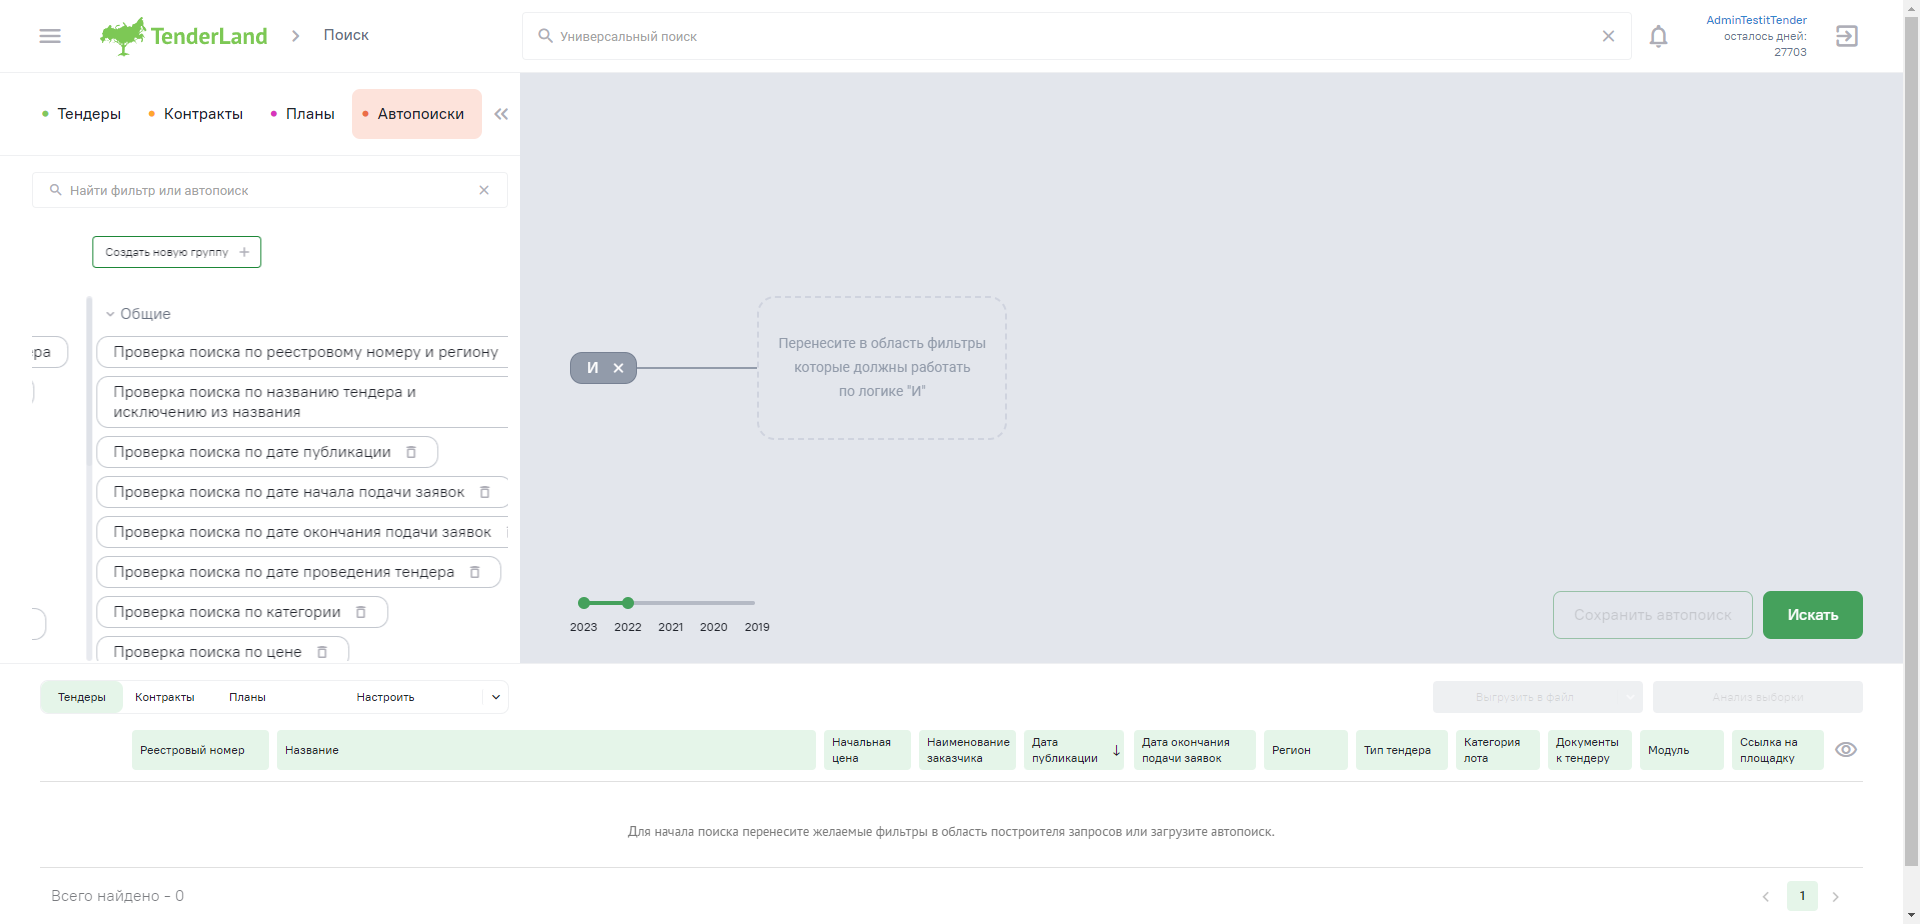 TenderLand
Поиск
Универсальный поиск
AdminTestitTender
осталось дней:
27703
Тендеры
Контракты
Планы
Автопоиски
Найти фильтр или автопоиск
Создать новую группу
Общие
ера
Проверка поиска по реестровому номеру и региону
Проверка поиска по названию тендера и
исключению из названия
Проверка поиска по дате публикации
Проверка поиска по дате начала подачи заявок
Проверка поиска по дате окончания подачи заявок
Проверка поиска по дате проведения тендера
Проверка поиска по категории
Проверка поиска по цене
И
Перенесите в область фильтры
которые должны работать
по логике "И"
2023 2022 2021 2020 2019
Сохранить автопоиск
Искать
Тендеры
Контракты
Планы
Настроить
Выгрузить в файл
Анализ выборки
Реестровый номер
Название
Начальная
цена
Наименование
заказчика
Дата
публикации
Дата окончания
подачи заявок
Регион
Тип тендера
Категория
лота
Документы
к тендеру
Модуль
Ссылка на
площадку
Для начала поиска перенесите желаемые фильтры в область построителя запросов или загрузите автопоиск.
Всего найдено - 0
1